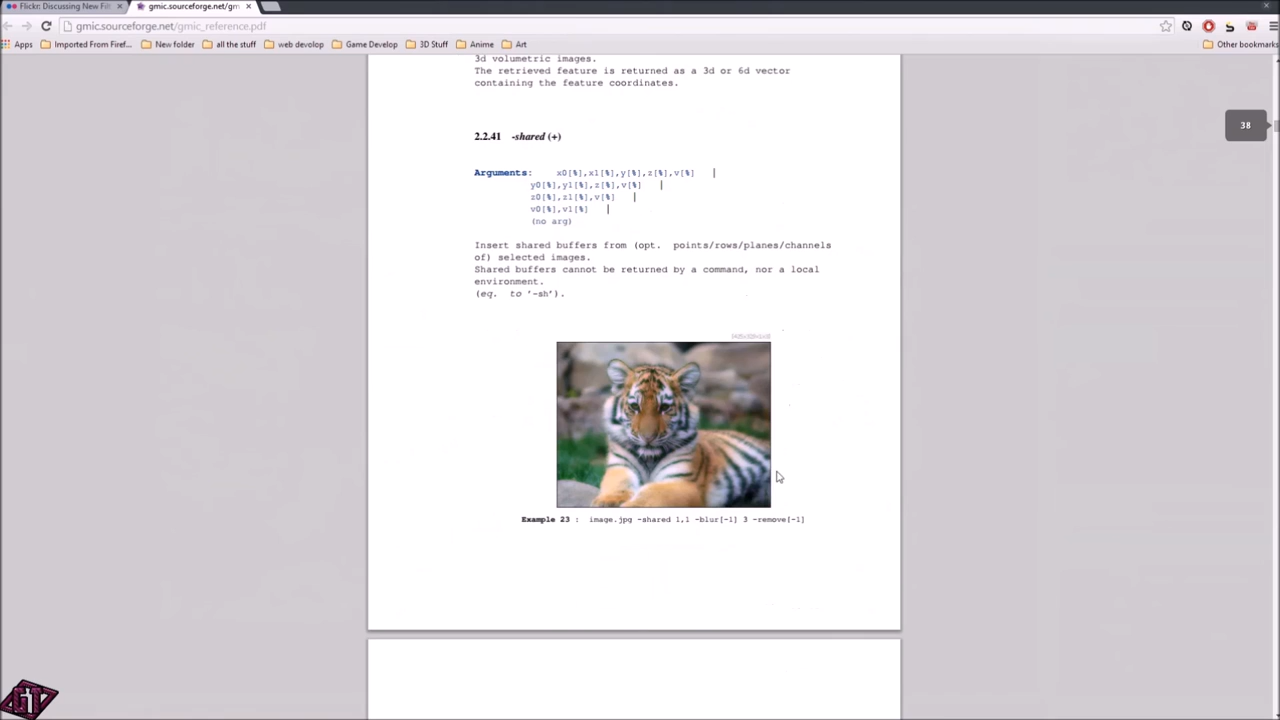 Flickr: Discussing New Fil
gmic.sourceforge.net/gm
gmic.sourceforge.net/gmic_reference.pdf
Apps
Imported From Firef...
New folder
all the stuff
web develop
Game Develop
3D Stuff
Anime
Art
Other bookmarks
3d volumetric images.
The retrieved feature is returned as a 3d or 6d vector
containing the feature coordinates.
38
2.2.41 -shared (+)
Arguments: x0[%],x1[%],y[%],z[%],v[%] |
y0[%],y1[%],z[%],v[%] |
z0[%],z1[%],v[%] |
v0[%],v1[%] |
(no arg)
Insert shared buffers from (opt. points/rows/planes/channels
of) selected images.
Shared buffers cannot be returned by a command, nor a local
environment.
(eq. to '-sh').
Example 23 : image.jpg -shared 1,1 -blur[-1] 3 -remove[-1]
GT